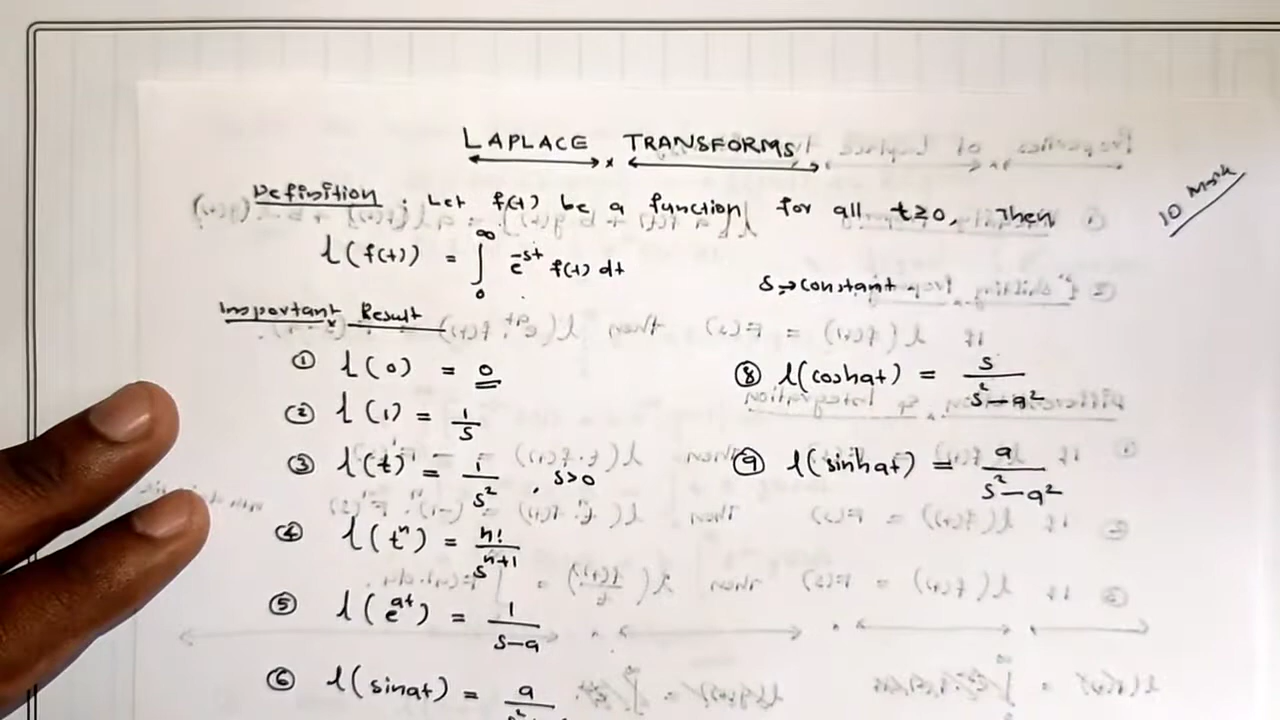 LAPLACE TRANSFORMS
10 Mark
Definition : Let f(t) be a function for all t≥0, Then
L(f(t)) = ∫₀^∞ e^-st f(t) dt
s → constant
Important Result
① L(0) = 0
② L(1) = 1/s
③ L(t)¹ = 1/s² , s>0
④ L(tⁿ) = n!/s^n+1
⑤ L(e^at) = 1/s-a
⑥ L(sinat) = a
⑧ L(coshat) = s/s²-a²
⑨ L(sinhat) = a/s²-a²